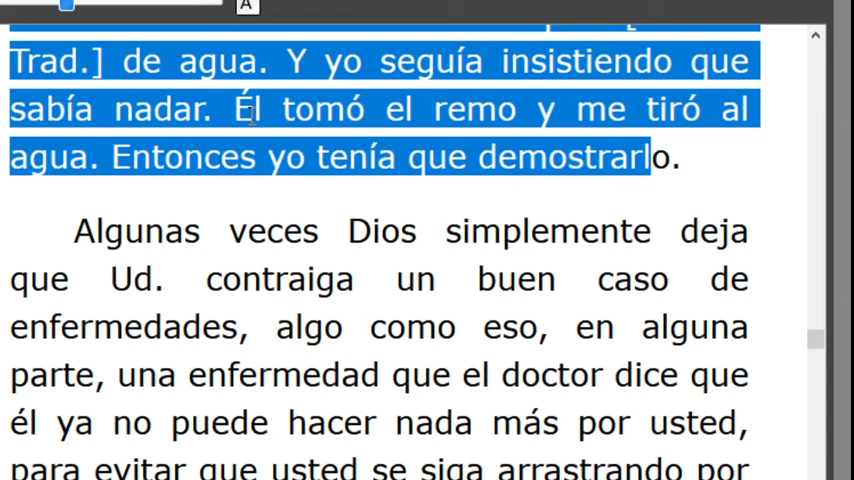 A
Trad.] de agua. Y yo seguía insistiendo que
sabía nadar. Él tomó el remo y me tiró al
agua. Entonces yo tenía que demostrarlo.
Algunas veces Dios simplemente deja
que Ud. contraiga un buen caso de
enfermedades, algo como eso, en alguna
parte, una enfermedad que el doctor dice que
él ya no puede hacer nada más por usted,
para evitar que usted se siga arrastrando por